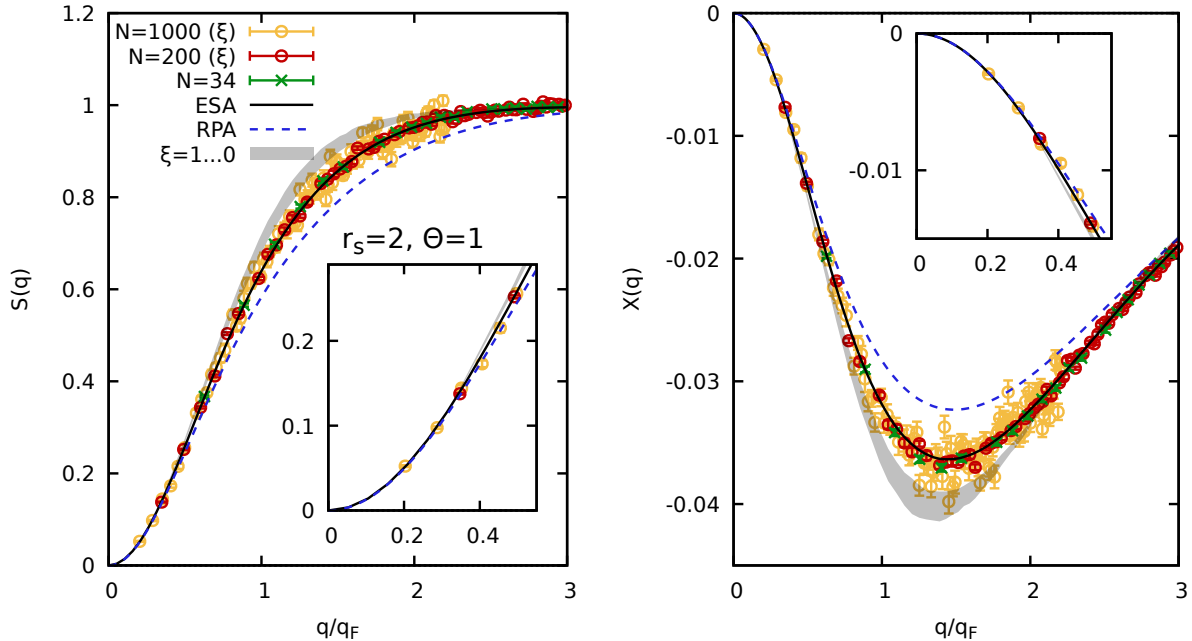 1.2
1
0.8
0.6
0.4
0.2
0
S(q)
N=1000 (ξ)
N=200 (ξ)
N=34
ESA
RPA
ξ=1...0
r_s=2, Θ=1
0.2
0.1
0
0 0.2 0.4
0 1 2 3
q/q_F
0
-0.01
-0.02
-0.03
-0.04
X(q)
0
-0.01
0 0.2 0.4
0 1 2 3
q/q_F